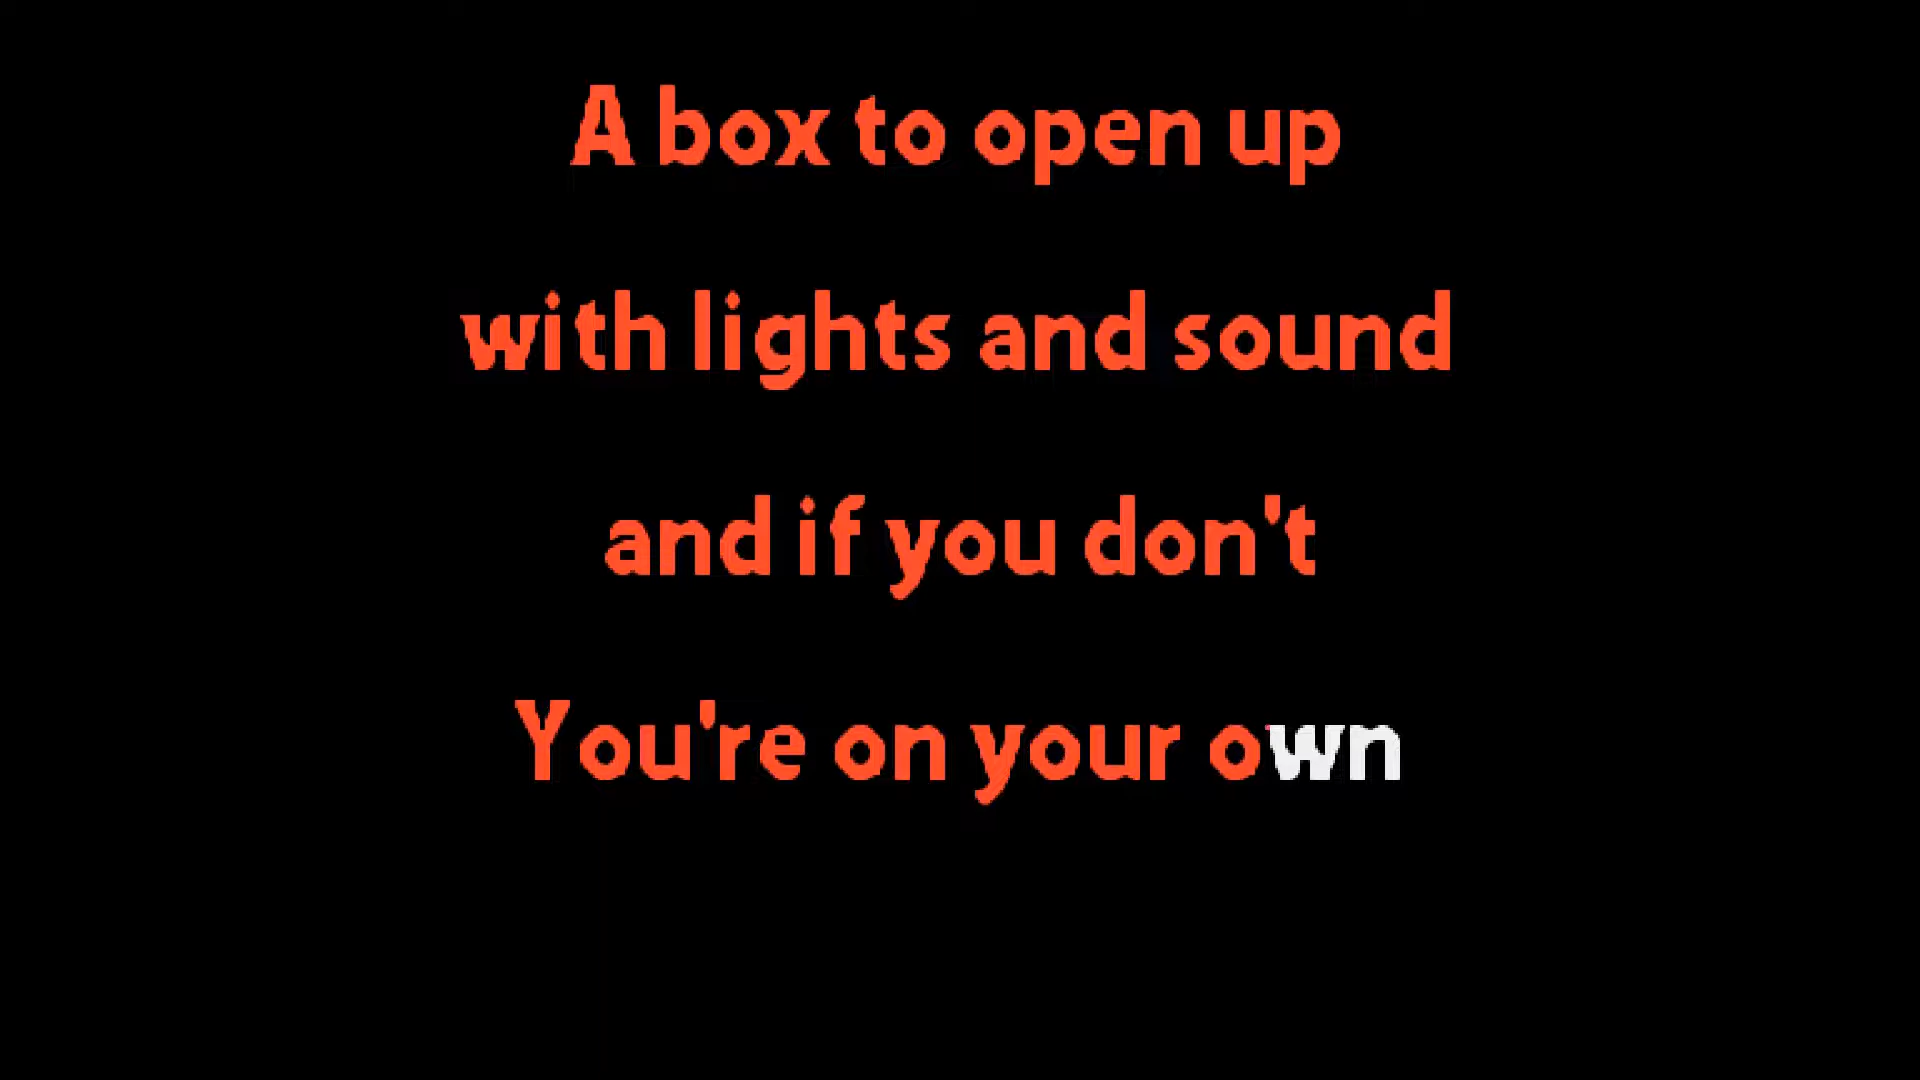 A box to open up
with lights and sound
and if you don't
You're on your own